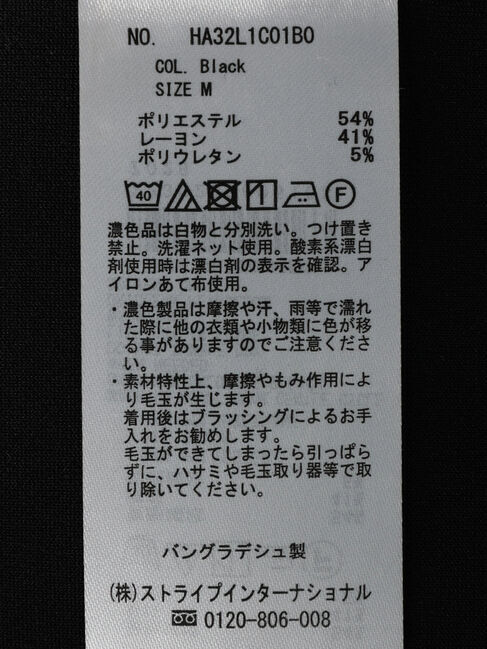 NO. HA32L1C01B0
COL. Black
SIZE M
ポリエステル 54%
レーヨン 41%
ポリウレタン 5%
40 F
濃色品は白物と分別洗い。つけ置き
禁止。洗濯ネット使用。酸素系漂白
剤使用時は漂白剤の表示を確認。ア
イロンあて布使用。
・濃色製品は摩擦や汗、雨等で濡れ
た際に他の衣類や小物類に色が移
る事がありますのでご注意くださ
い。
・素材特性上、摩擦やもみ作用によ
り毛玉が生じます。
着用後はブラッシングによるお手
入れをお勧めします。
毛玉ができてしまったら引っぱら
ずに、ハサミや毛玉取り器等で取
り除いてください。
バングラデシュ製
(株)ストライプインターナショナル
0120-806-008